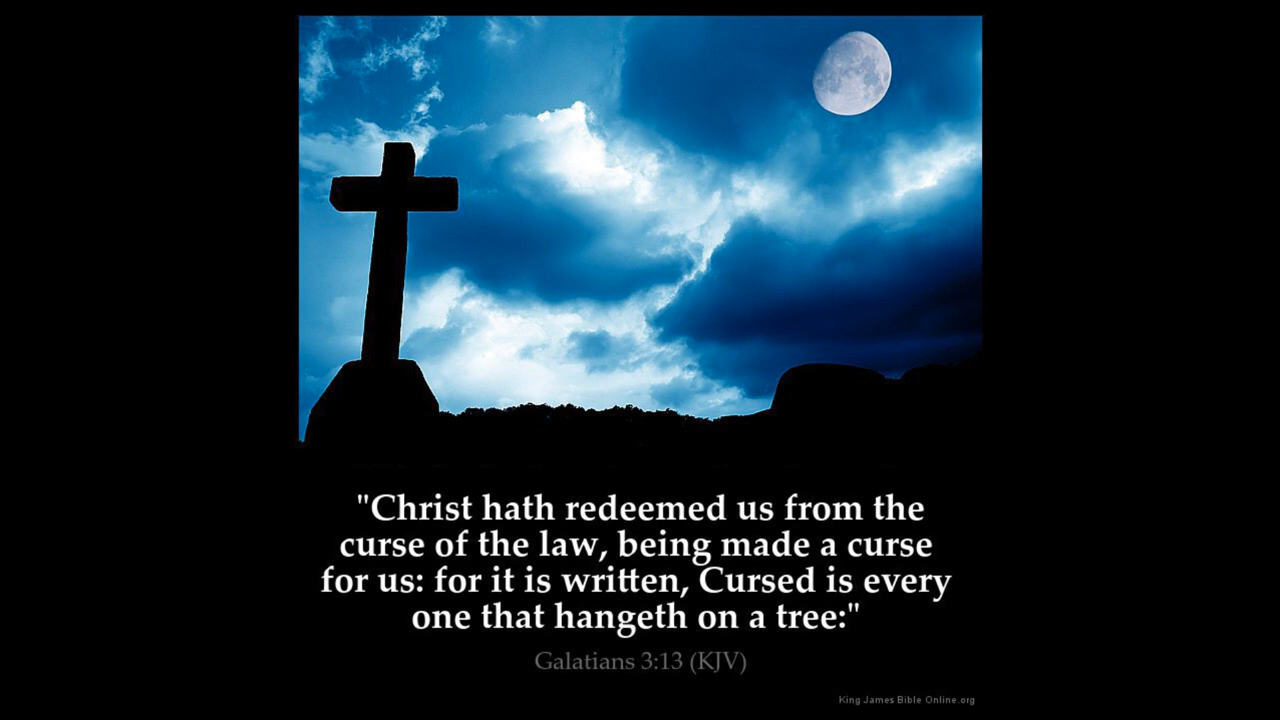 "Christ hath redeemed us from the
curse of the law, being made a curse
for us: for it is written, Cursed is every
one that hangeth on a tree:"
Galatians 3:13 (KJV)
King James Bible Online.org